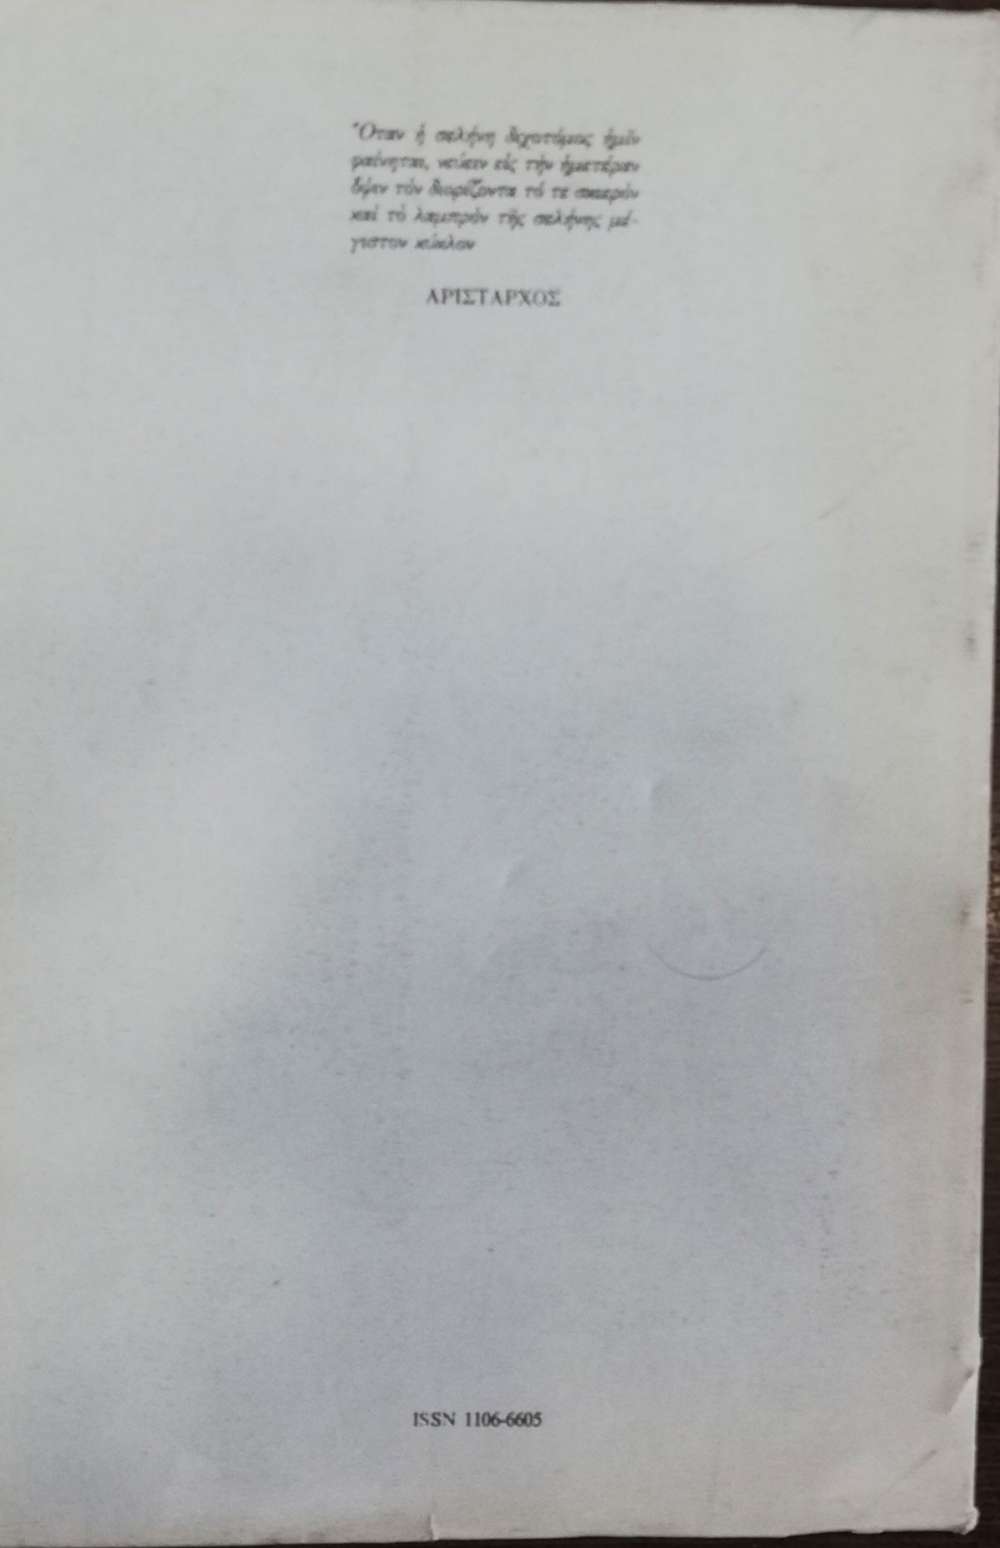 Ὅταν ἡ σελήνη διχοτόμος ἡμῖν
φαίνηται, νεύειν εἰς τὴν ἡμετέραν
ὄψιν τὸν διορίζοντα τό τε σκιερὸν
καὶ τὸ λαμπρὸν τῆς σελήνης μέ-
γιστον κύκλον
ΑΡΙΣΤΑΡΧΟΣ
ISSN 1106-6605